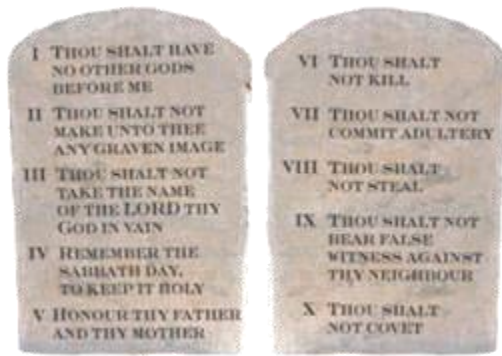 I THOU SHALT HAVE
NO OTHER GODS
BEFORE ME
II THOU SHALT NOT
MAKE UNTO THEE
ANY GRAVEN IMAGE
III THOU SHALT NOT
TAKE THE NAME
OF THE LORD THY
GOD IN VAIN
IV REMEMBER THE
SABBATH DAY,
TO KEEP IT HOLY
V HONOUR THY FATHER
AND THY MOTHER
VI THOU SHALT
NOT KILL
VII THOU SHALT NOT
COMMIT ADULTERY
VIII THOU SHALT
NOT STEAL
IX THOU SHALT NOT
BEAR FALSE
WITNESS AGAINST
THY NEIGHBOUR
X THOU SHALT
NOT COVET